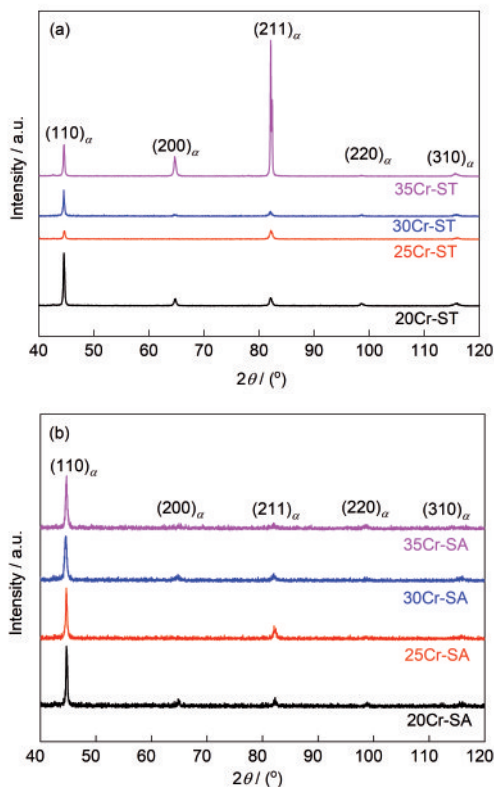 (a)
(211)α
(110)α
(200)α
(220)α
(310)α
35Cr-ST
30Cr-ST
25Cr-ST
20Cr-ST
Intensity / a.u.
40 50 60 70 80 90 100 110 120
2θ / (°)
(b)
(110)α
(200)α (211)α (220)α (310)α
35Cr-SA
30Cr-SA
25Cr-SA
20Cr-SA
Intensity / a.u.
40 50 60 70 80 90 100 110 120
2θ / (°)